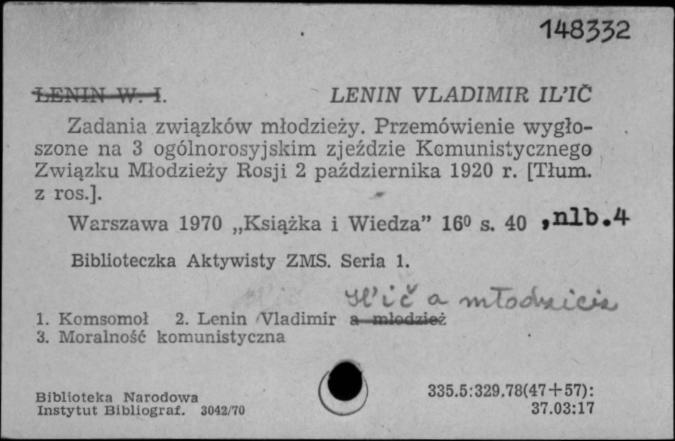 148332
LENIN W. I. LENIN VLADIMIR IL'IČ
Zadania związków młodzieży. Przemówienie wygło-
szone na 3 ogólnorosyjskim zjeździe Komunistycznego
Związku Młodzieży Rosji 2 października 1920 r. [Tłum.
z ros.].
Warszawa 1970 „Książka i Wiedza” 16⁰ s. 40 , nlb. 4
Biblioteczka Aktywisty ZMS. Seria 1.
Il'ič a młodzież
1. Komsomoł 2. Lenin Vladimir a młodzież
3. Moralność komunistyczna
Biblioteka Narodowa
Instytut Bibliograf. 3042/70
335.5:329.78(47+57):
37.03:17